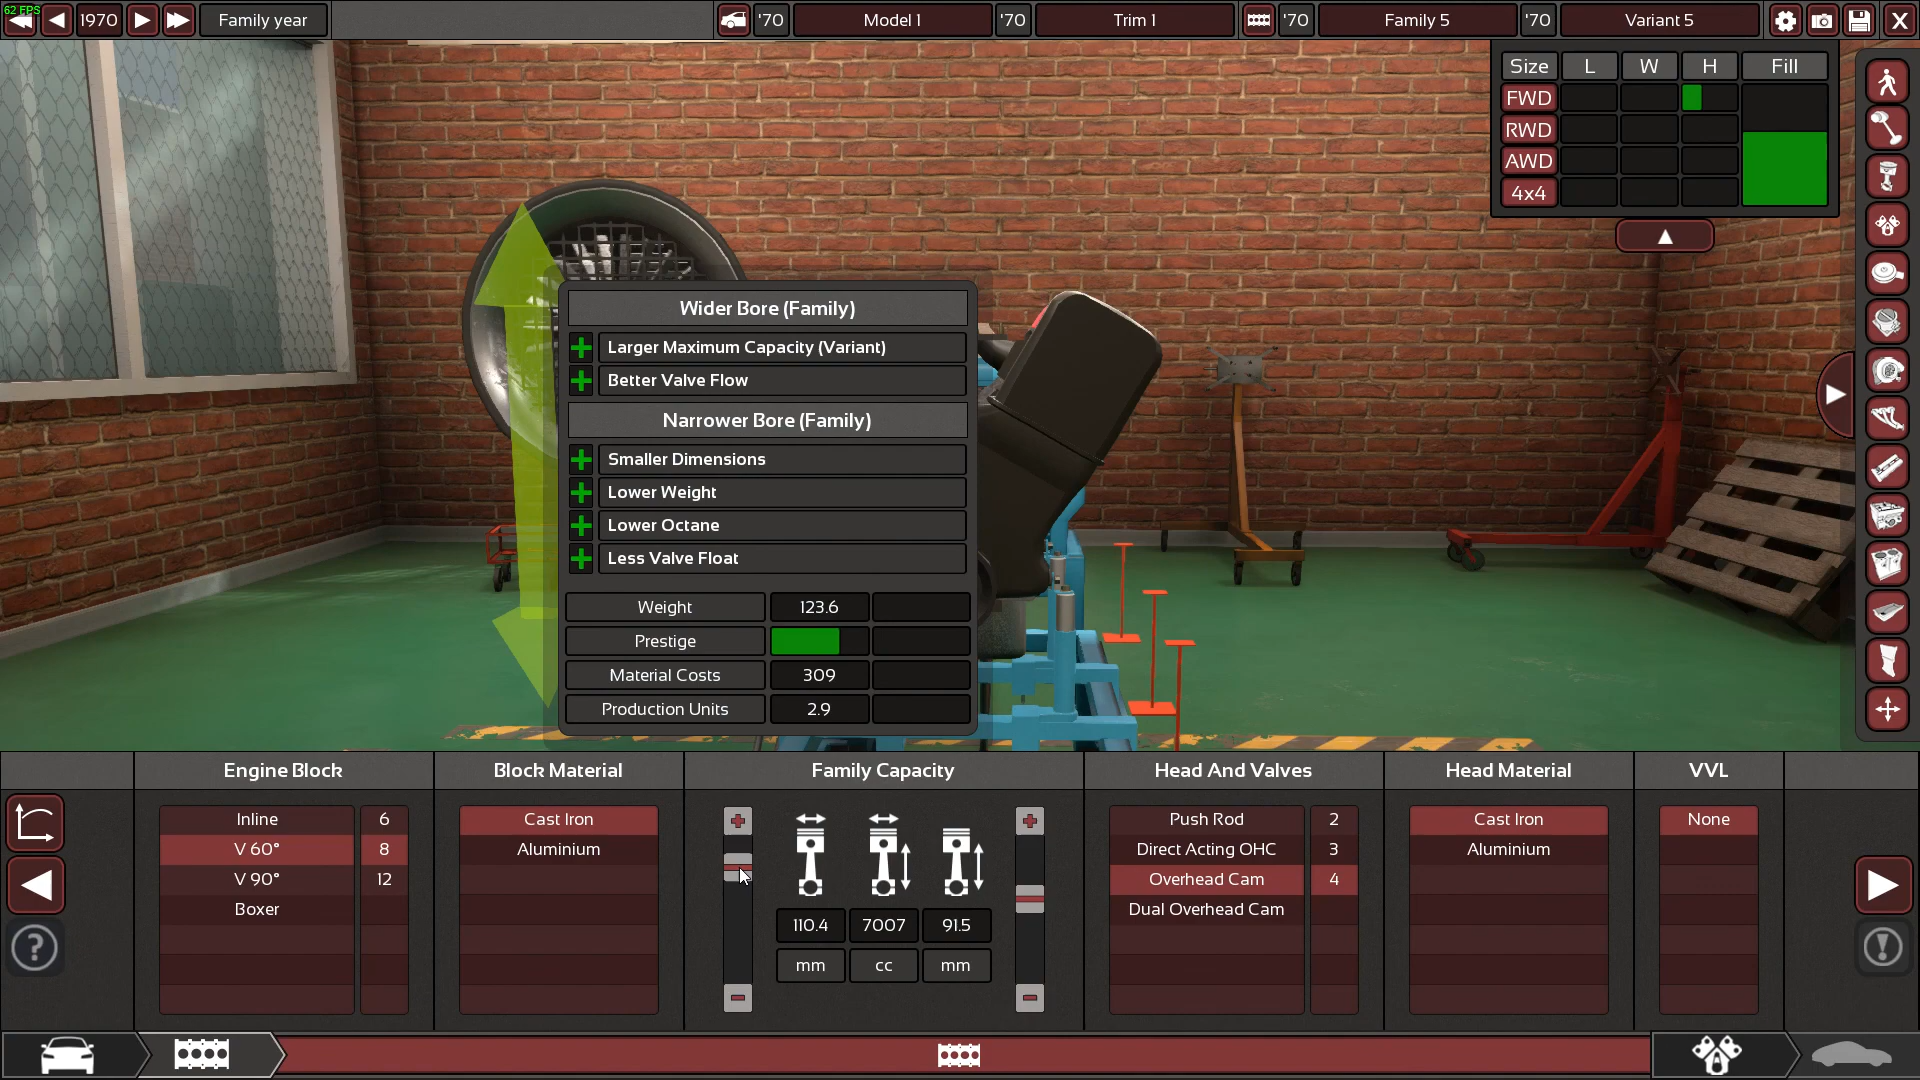 62 FPS
1970
Family year
'70
Model 1
'70
Trim 1
'70
Family 5
'70
Variant 5
X
Size L W H Fill
FWD
RWD
AWD
4x4
Wider Bore (Family)
Larger Maximum Capacity (Variant)
Better Valve Flow
Narrower Bore (Family)
Smaller Dimensions
Lower Weight
Lower Octane
Less Valve Float
Weight 123.6
Prestige
Material Costs 309
Production Units 2.9
Engine Block
Inline 6
V 60° 8
V 90° 12
Boxer
Block Material
Cast Iron
Aluminium
Family Capacity
110.4 7007 91.5
mm cc mm
Head And Valves
Push Rod 2
Direct Acting OHC 3
Overhead Cam 4
Dual Overhead Cam
Head Material
Cast Iron
Aluminium
VVL
None